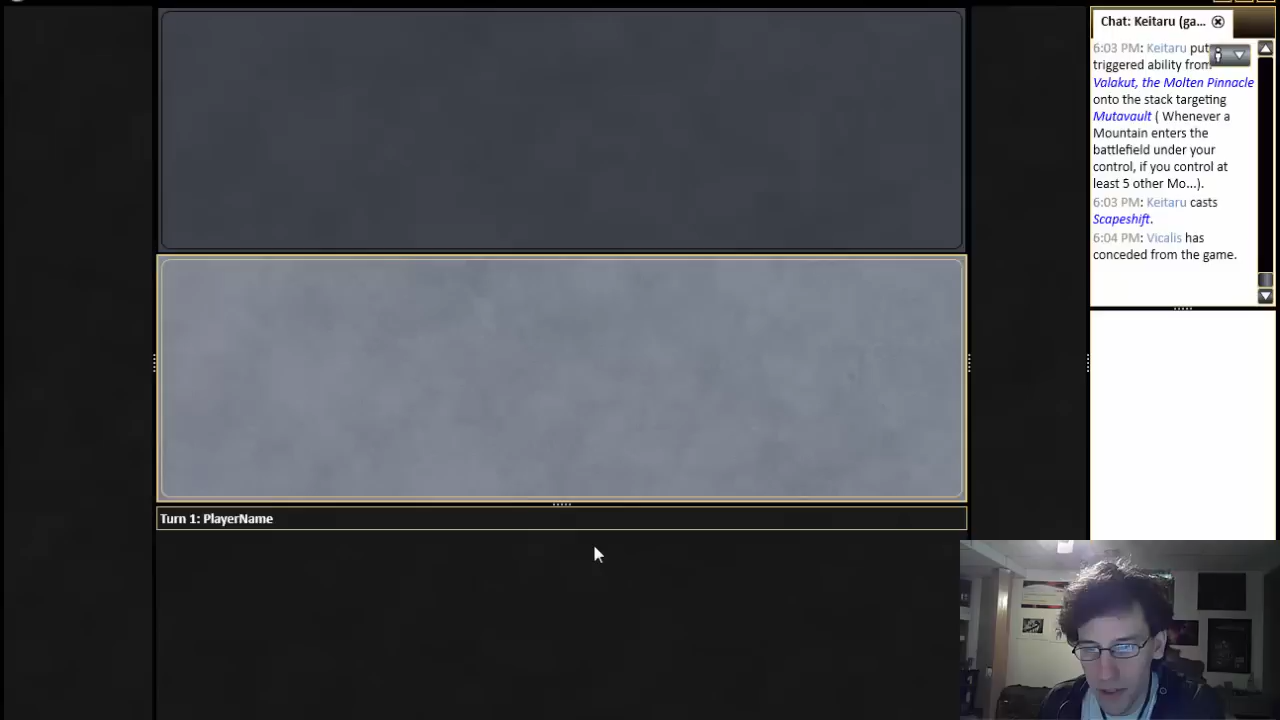 Chat: Keitaru (ga...
6:03 PM: Keitaru put
triggered ability from
Valakut, the Molten Pinnacle
onto the stack targeting
Mutavault ( Whenever a
Mountain enters the
battlefield under your
control, if you control at
least 5 other Mo...).
6:03 PM: Keitaru casts
Scapeshift.
6:04 PM: Vicalis has
conceded from the game.
Turn 1: PlayerName